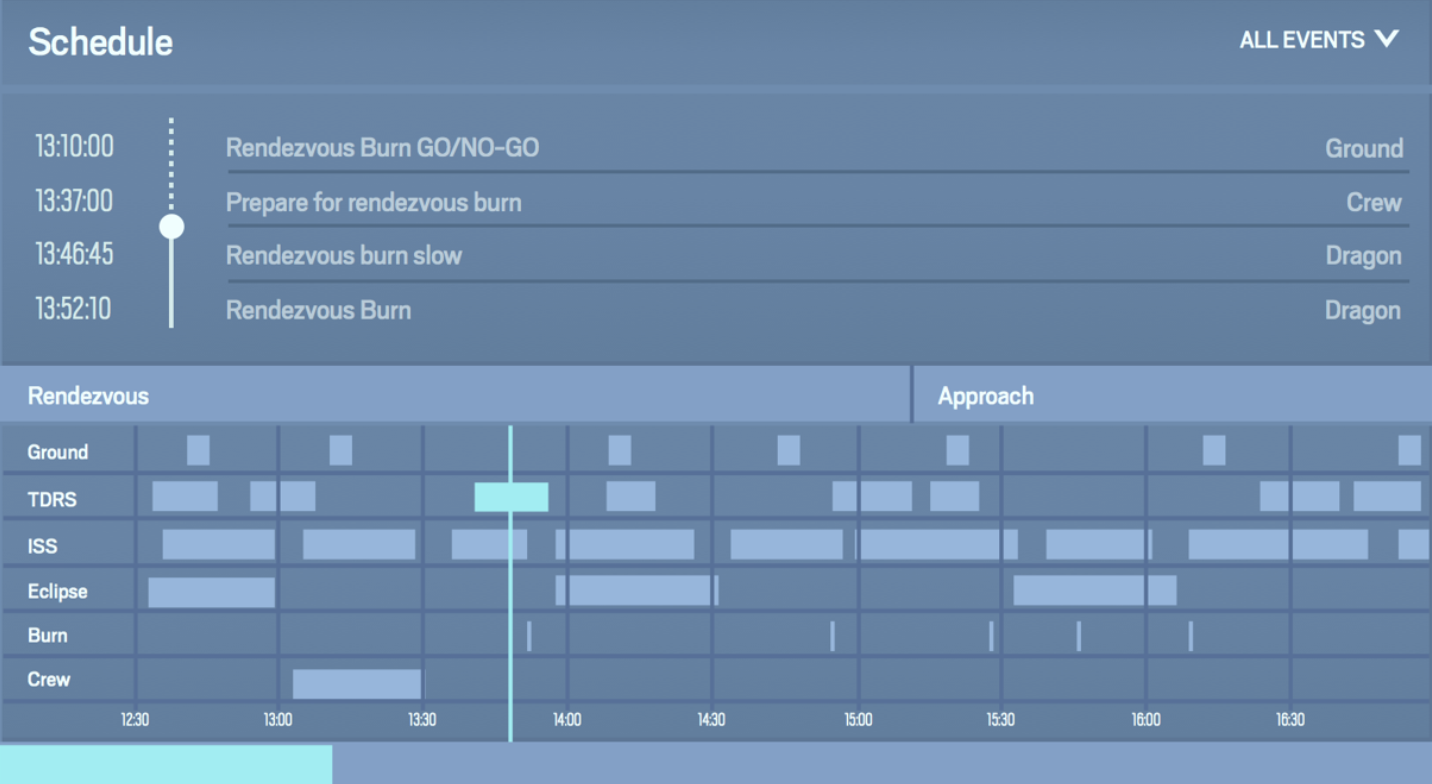 Schedule
ALL EVENTS
13:10:00 Rendezvous Burn GO/NO-GO Ground
13:37:00 Prepare for rendezvous burn Crew
13:46:45 Rendezvous burn slow Dragon
13:52:10 Rendezvous Burn Dragon
Rendezvous Approach
Ground
TDRS
ISS
Eclipse
Burn
Crew
12:30 13:00 13:30 14:00 14:30 15:00 15:30 16:00 16:30